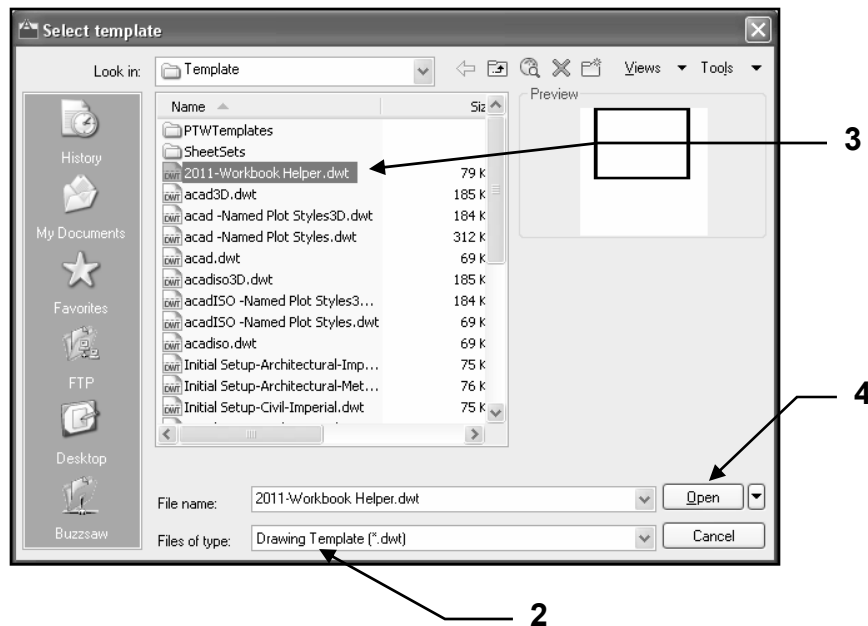 Select template
Look in: Template Views Tools
Name Siz Preview
PTWTemplates
SheetSets
2011-Workbook Helper.dwt 79 K
acad3D.dwt 185 K
acad -Named Plot Styles3D.dwt 184 K
acad -Named Plot Styles.dwt 312 K
acad.dwt 69 K
acadiso3D.dwt 185 K
acadISO -Named Plot Styles3... 184 K
acadISO -Named Plot Styles.dwt 69 K
acadiso.dwt 69 K
Initial Setup-Architectural-Imp... 75 K
Initial Setup-Architectural-Met... 76 K
Initial Setup-Civil-Imperial.dwt 75 K
History
My Documents
Favorites
FTP
Desktop
Buzzsaw
File name: 2011-Workbook Helper.dwt Open
Files of type: Drawing Template (*.dwt) Cancel
3
4
2